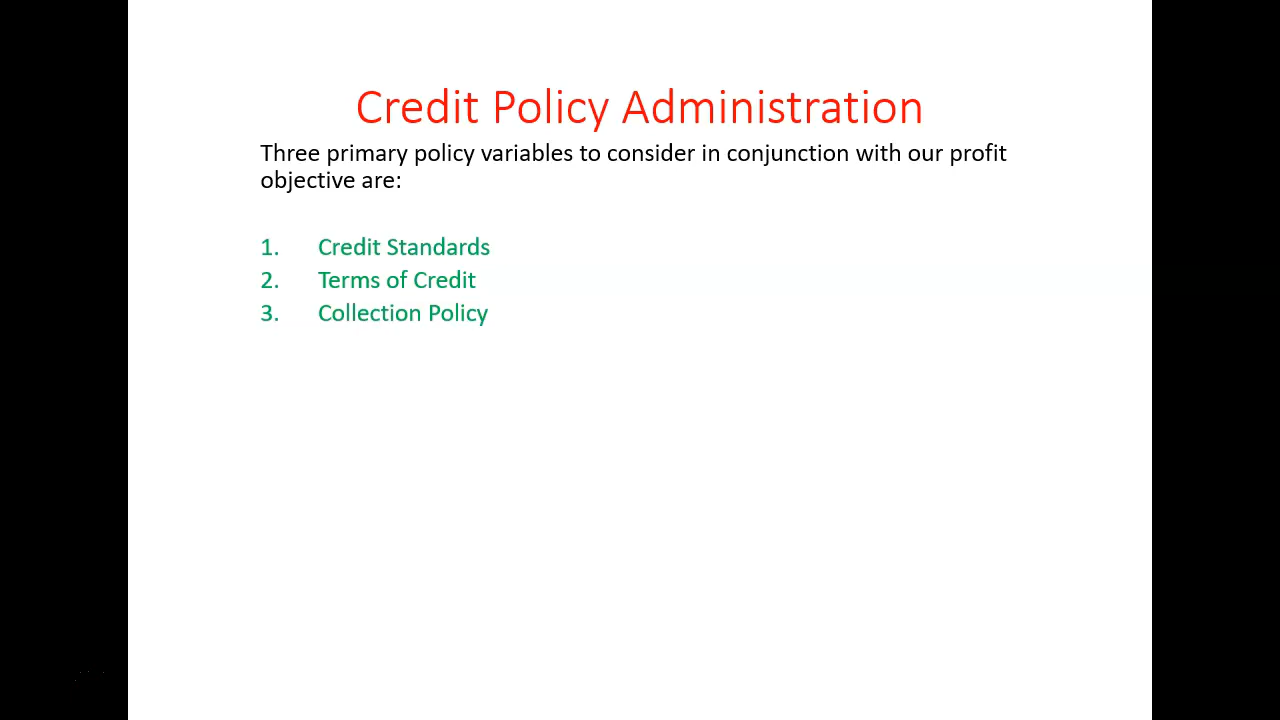 Credit Policy Administration
Three primary policy variables to consider in conjunction with our profit
objective are:
1. Credit Standards
2. Terms of Credit
3. Collection Policy